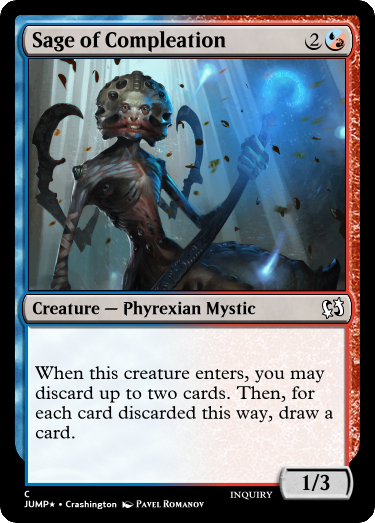 Sage of Compleation 2
Creature — Phyrexian Mystic
When this creature enters, you may
discard up to two cards. Then, for
each card discarded this way, draw a
card.
1/3
C
JUMP★ • Crashington Pavel Romanov
INQUIRY